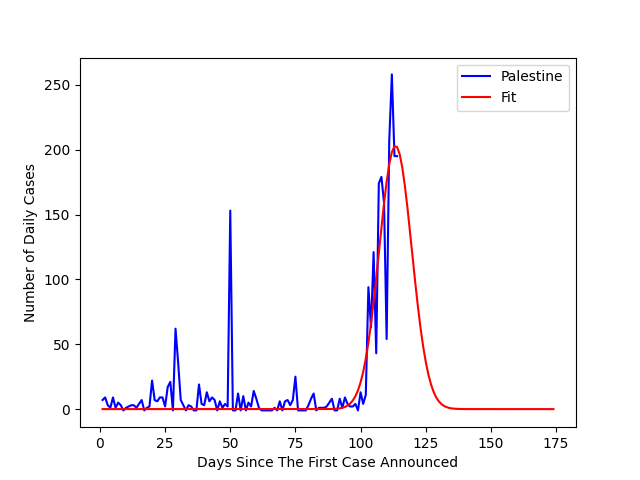 Palestine
Fit
Number of Daily Cases
250
200
150
100
50
0
0 25 50 75 100 125 150 175
Days Since The First Case Announced